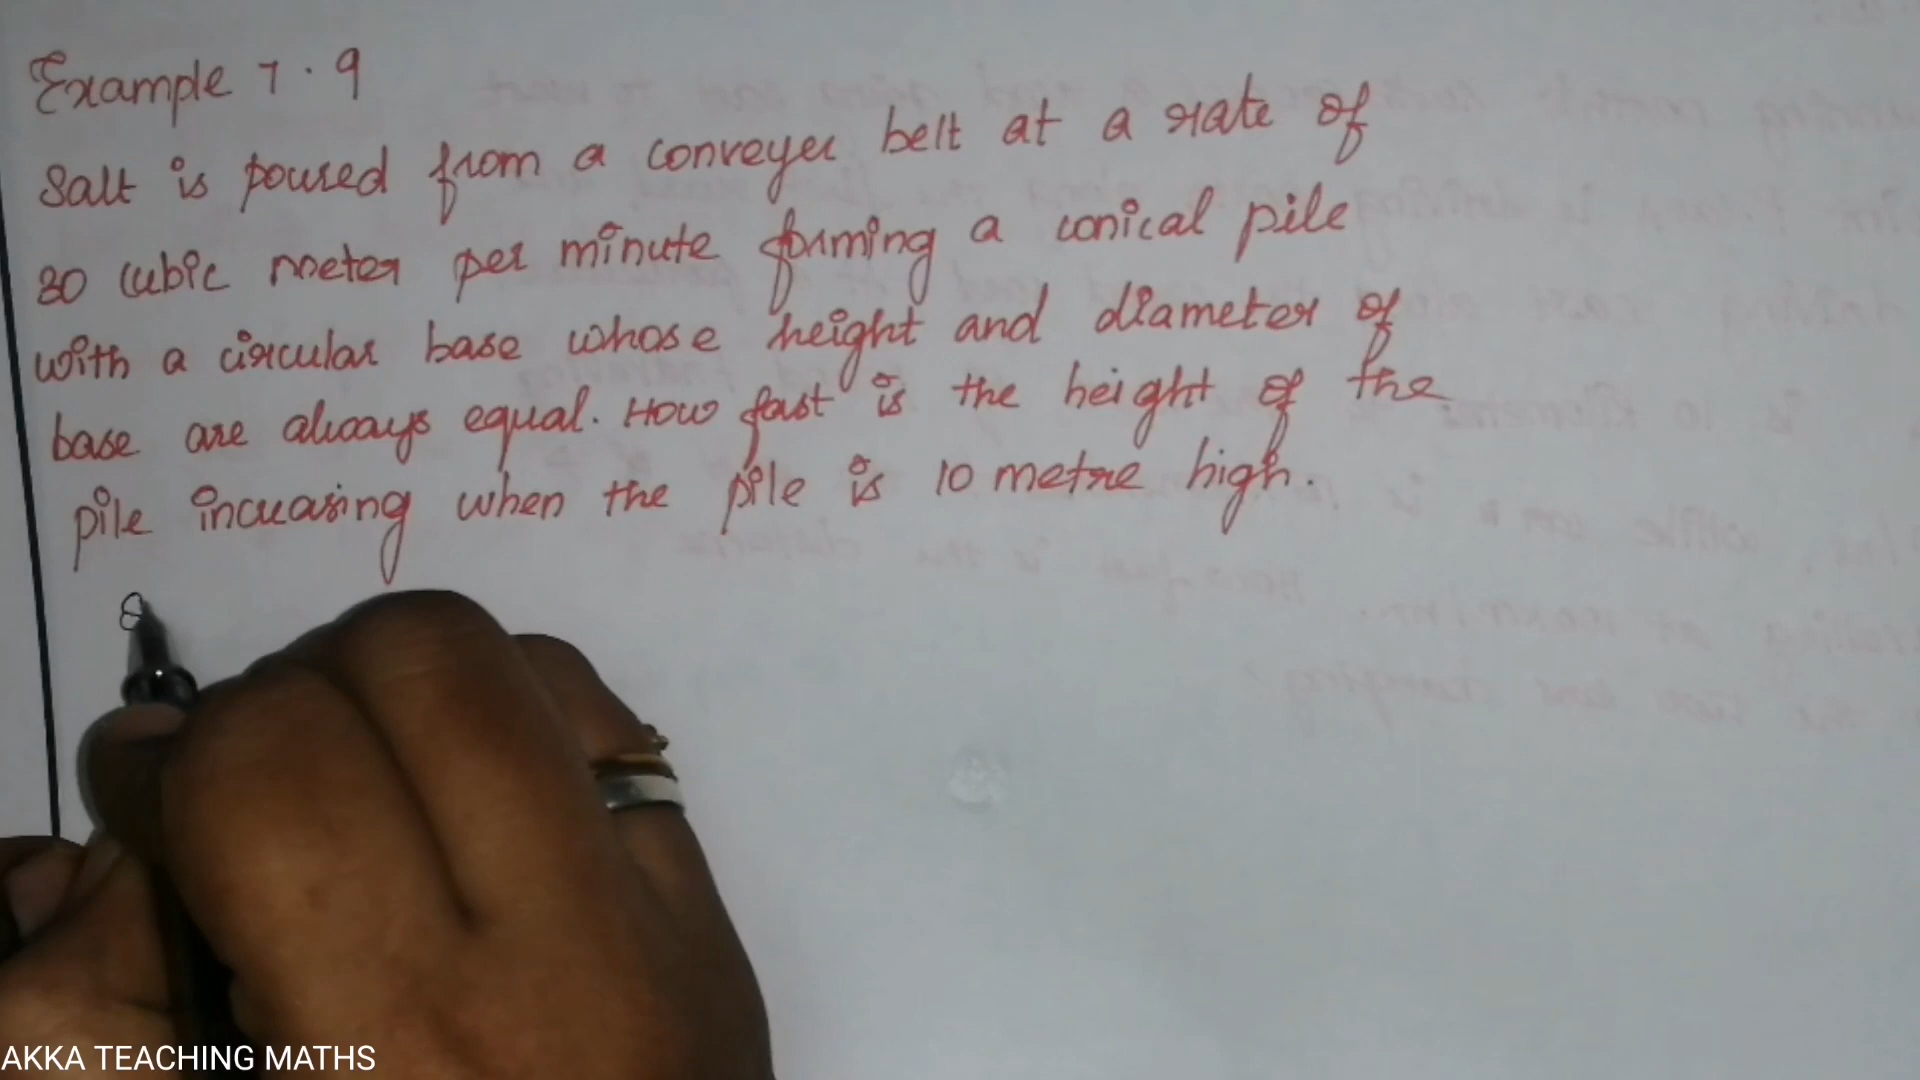 Example 7.9
Salt is poured from a conveyer belt at a rate of
30 cubic meter per minute forming a conical pile
with a circular base whose height and diameter of
base are always equal. How fast is the height of the
pile increasing when the pile is 10 metre high.
AKKA TEACHING MATHS